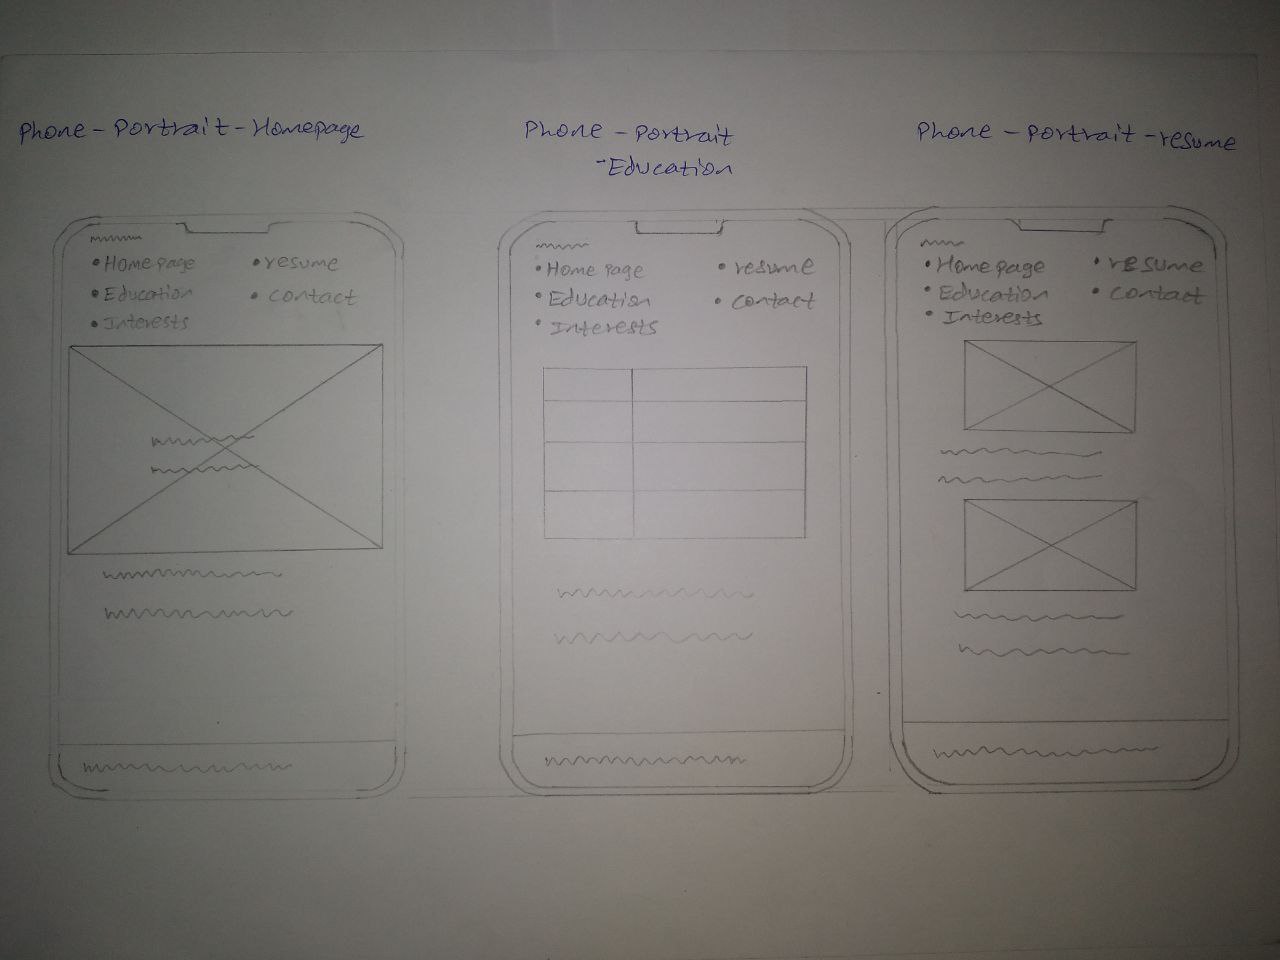 Phone - Portrait - Homepage
Phone - Portrait
- Education
Phone - Portrait - resume
• Home page • resume
• Education • contact
• Interests
• Home page • resume
• Education • contact
• Interests
• Home page • resume
• Education • contact
• Interests